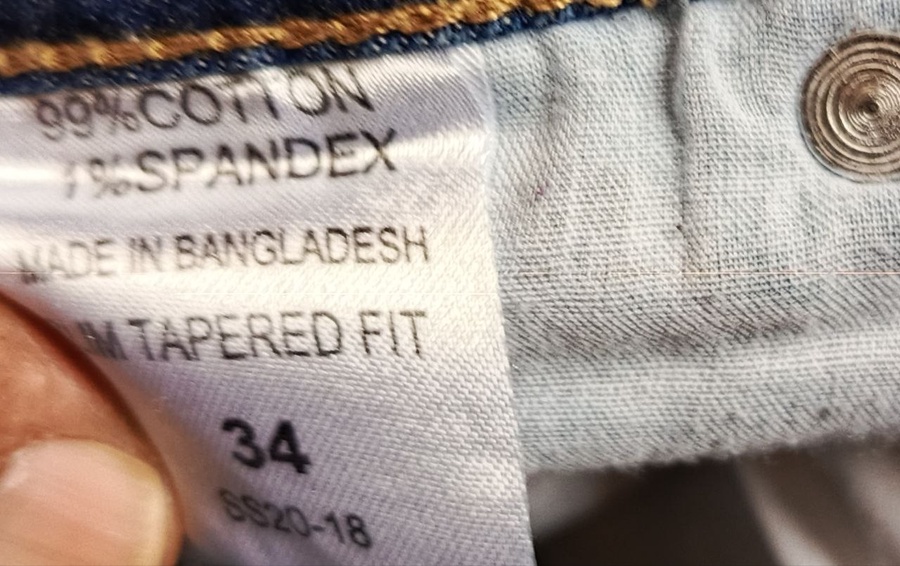 99%COTTON
1%SPANDEX
MADE IN BANGLADESH
TAPERED FIT
34
SS20-18